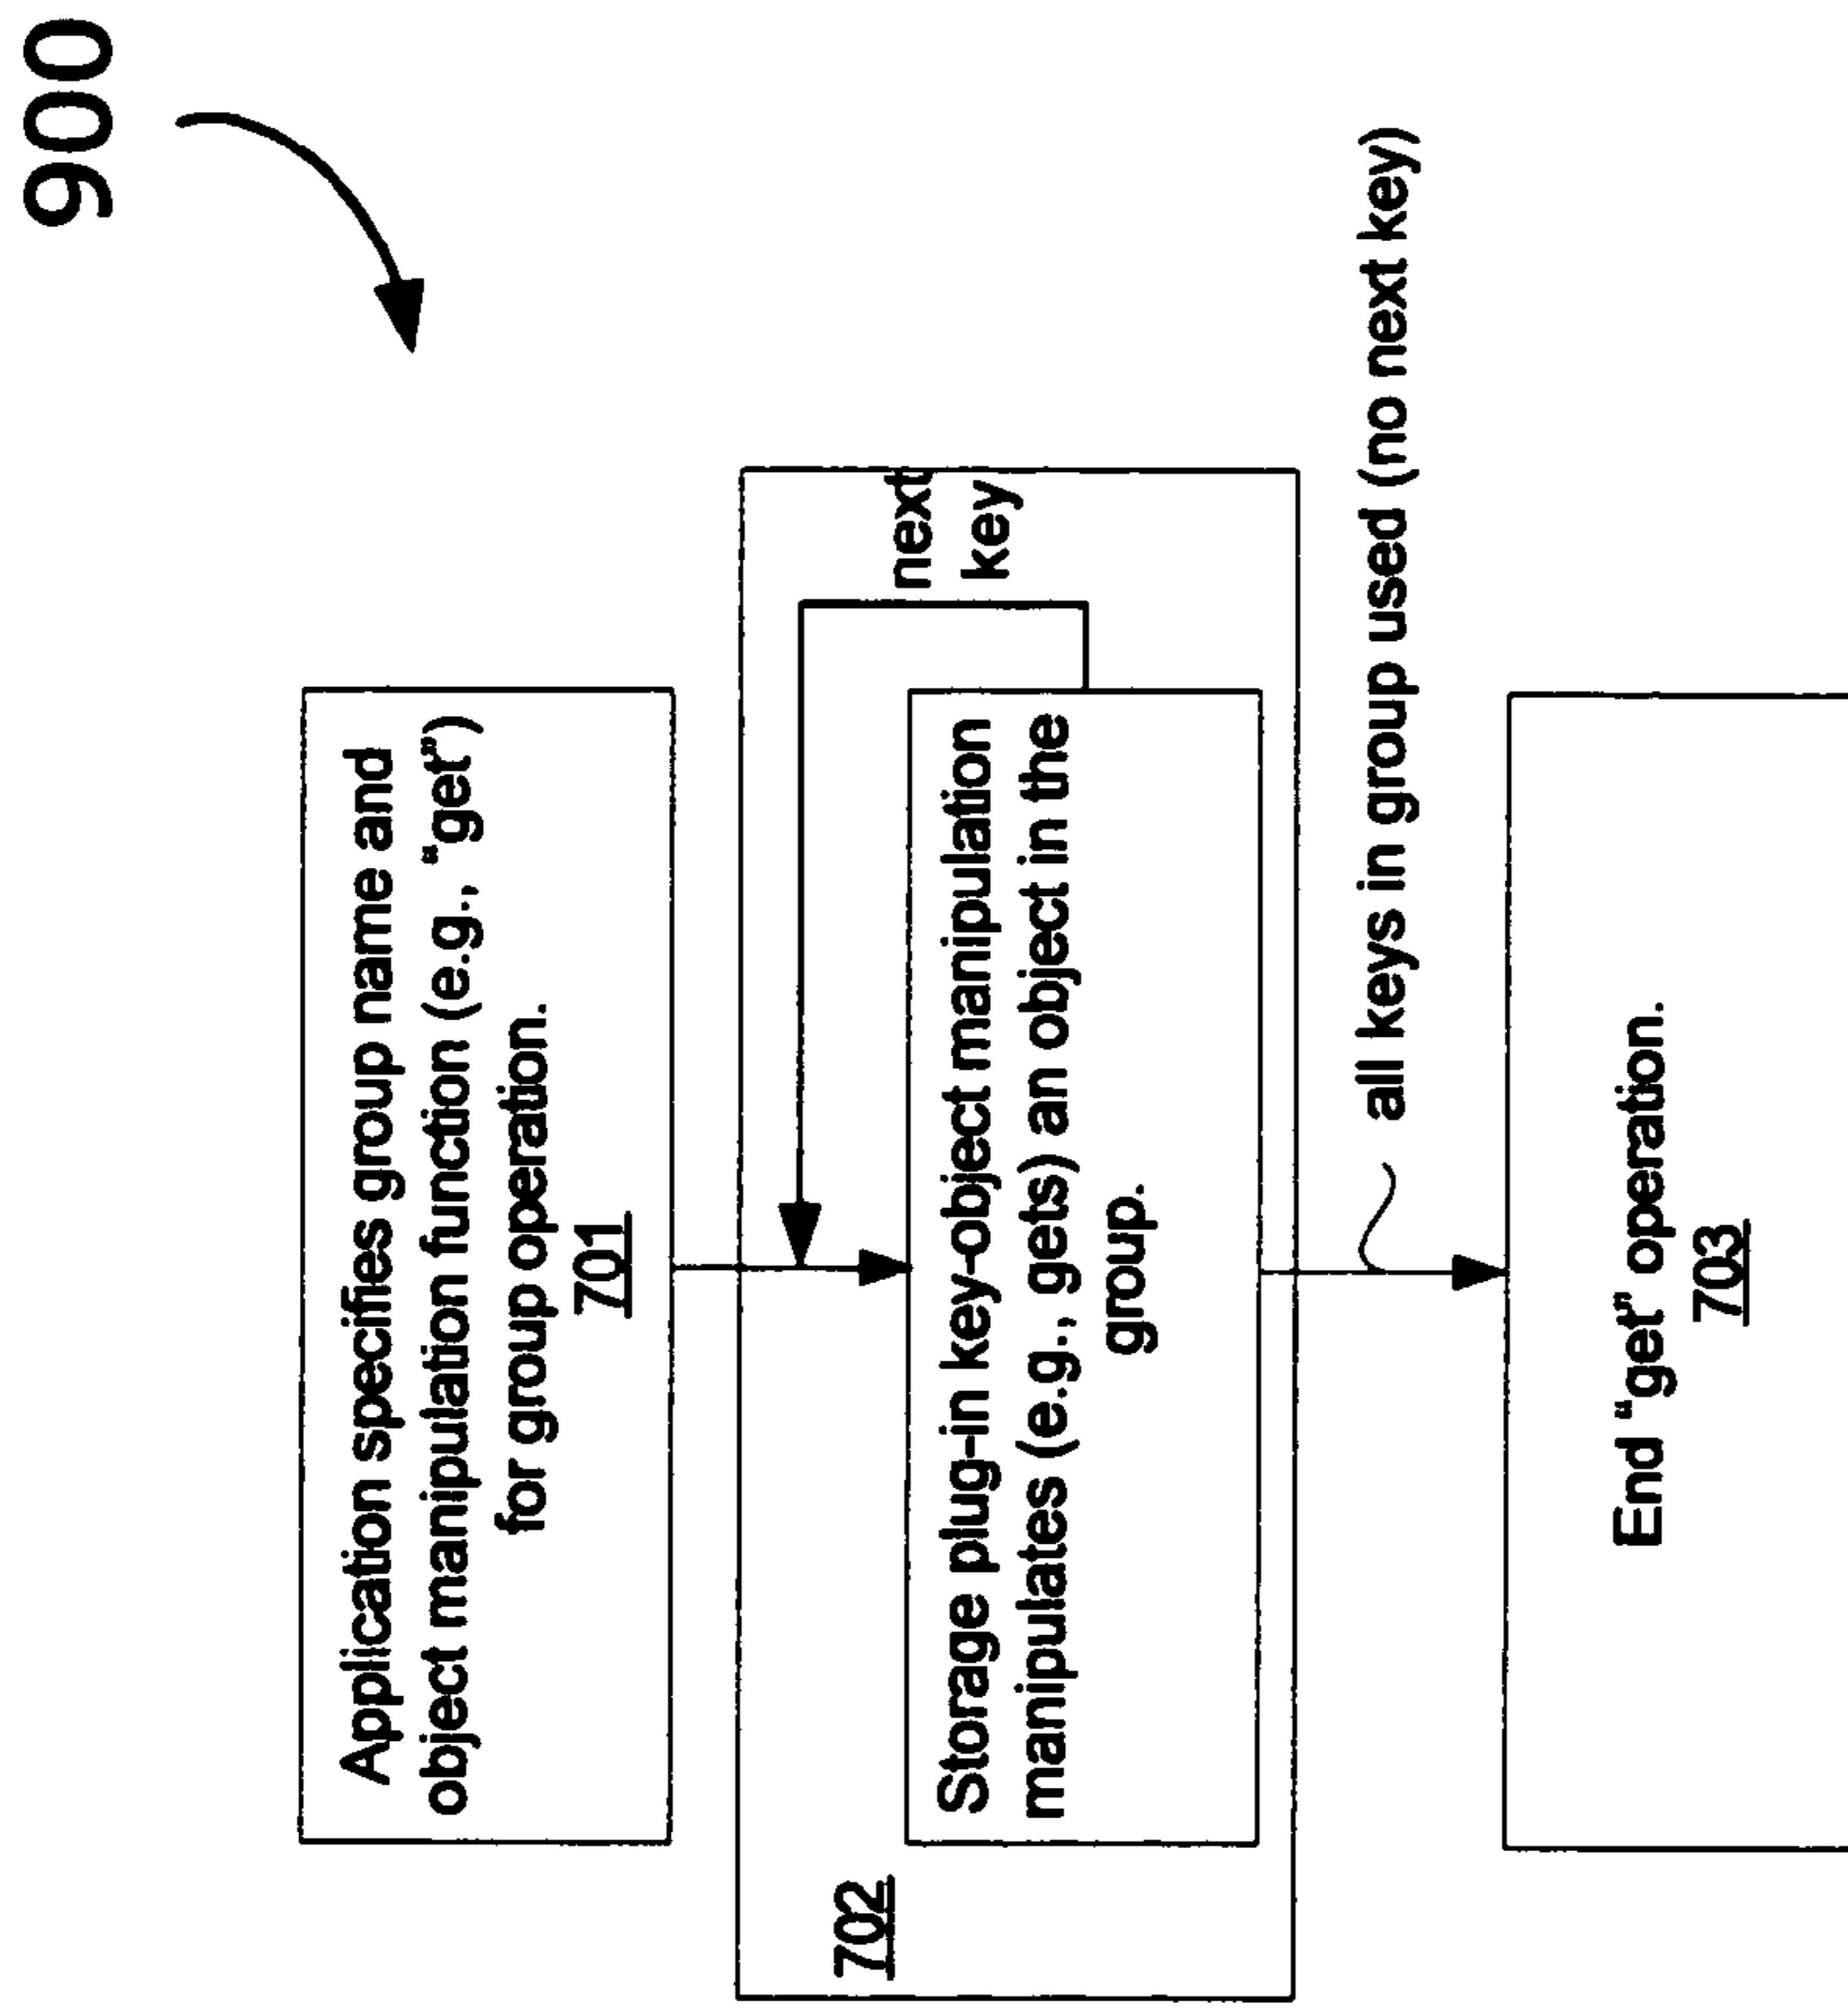 900
Application specifies group name and
object manipulation function (e.g., “get”)
for group operation.
701
next
key
Storage plug-in key-object manipulation
manipulates (e.g., gets) an object in the
group.
702
all keys in group used (no next key)
End “get” operation.
703